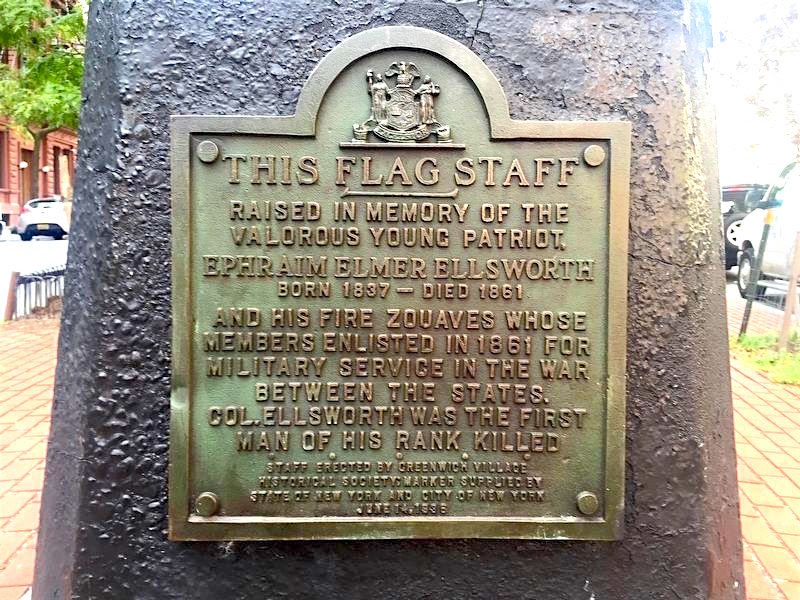 THIS FLAG STAFF
RAISED IN MEMORY OF THE
VALOROUS YOUNG PATRIOT,
EPHRAIM ELMER ELLSWORTH
BORN 1837 — DIED 1861
AND HIS FIRE ZOUAVES WHOSE
MEMBERS ENLISTED IN 1861 FOR
MILITARY SERVICE IN THE WAR
BETWEEN THE STATES.
COL. ELLSWORTH WAS THE FIRST
MAN OF HIS RANK KILLED
STAFF ERECTED BY GREENWICH VILLAGE
HISTORICAL SOCIETY: MARKER SUPPLIED BY
STATE OF NEW YORK AND CITY OF NEW YORK
JUNE 14, 1936